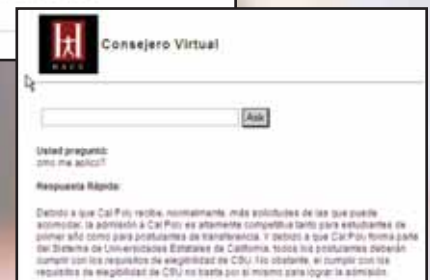 H
HACU
Consejero Virtual
Ask
Usted preguntó:
omo me aplico?
Respuesta Rápida:
Debido a que Cal Poly recibe, normalmente, más solicitudes de las que puede
acomodar, la admisión a Cal Poly es altamente competitiva tanto para estudiantes de
primer año como para postulantes de transferencia. Y debido a que Cal Poly forma parte
del Sistema de Universidades Estatales de California, todos los postulantes deberán
cumplir con los requisitos de elegibilidad de CSU. No obstante, el cumplir con los
requisitos de elegibilidad de CSU no basta por sí mismo para lograr la admisión.